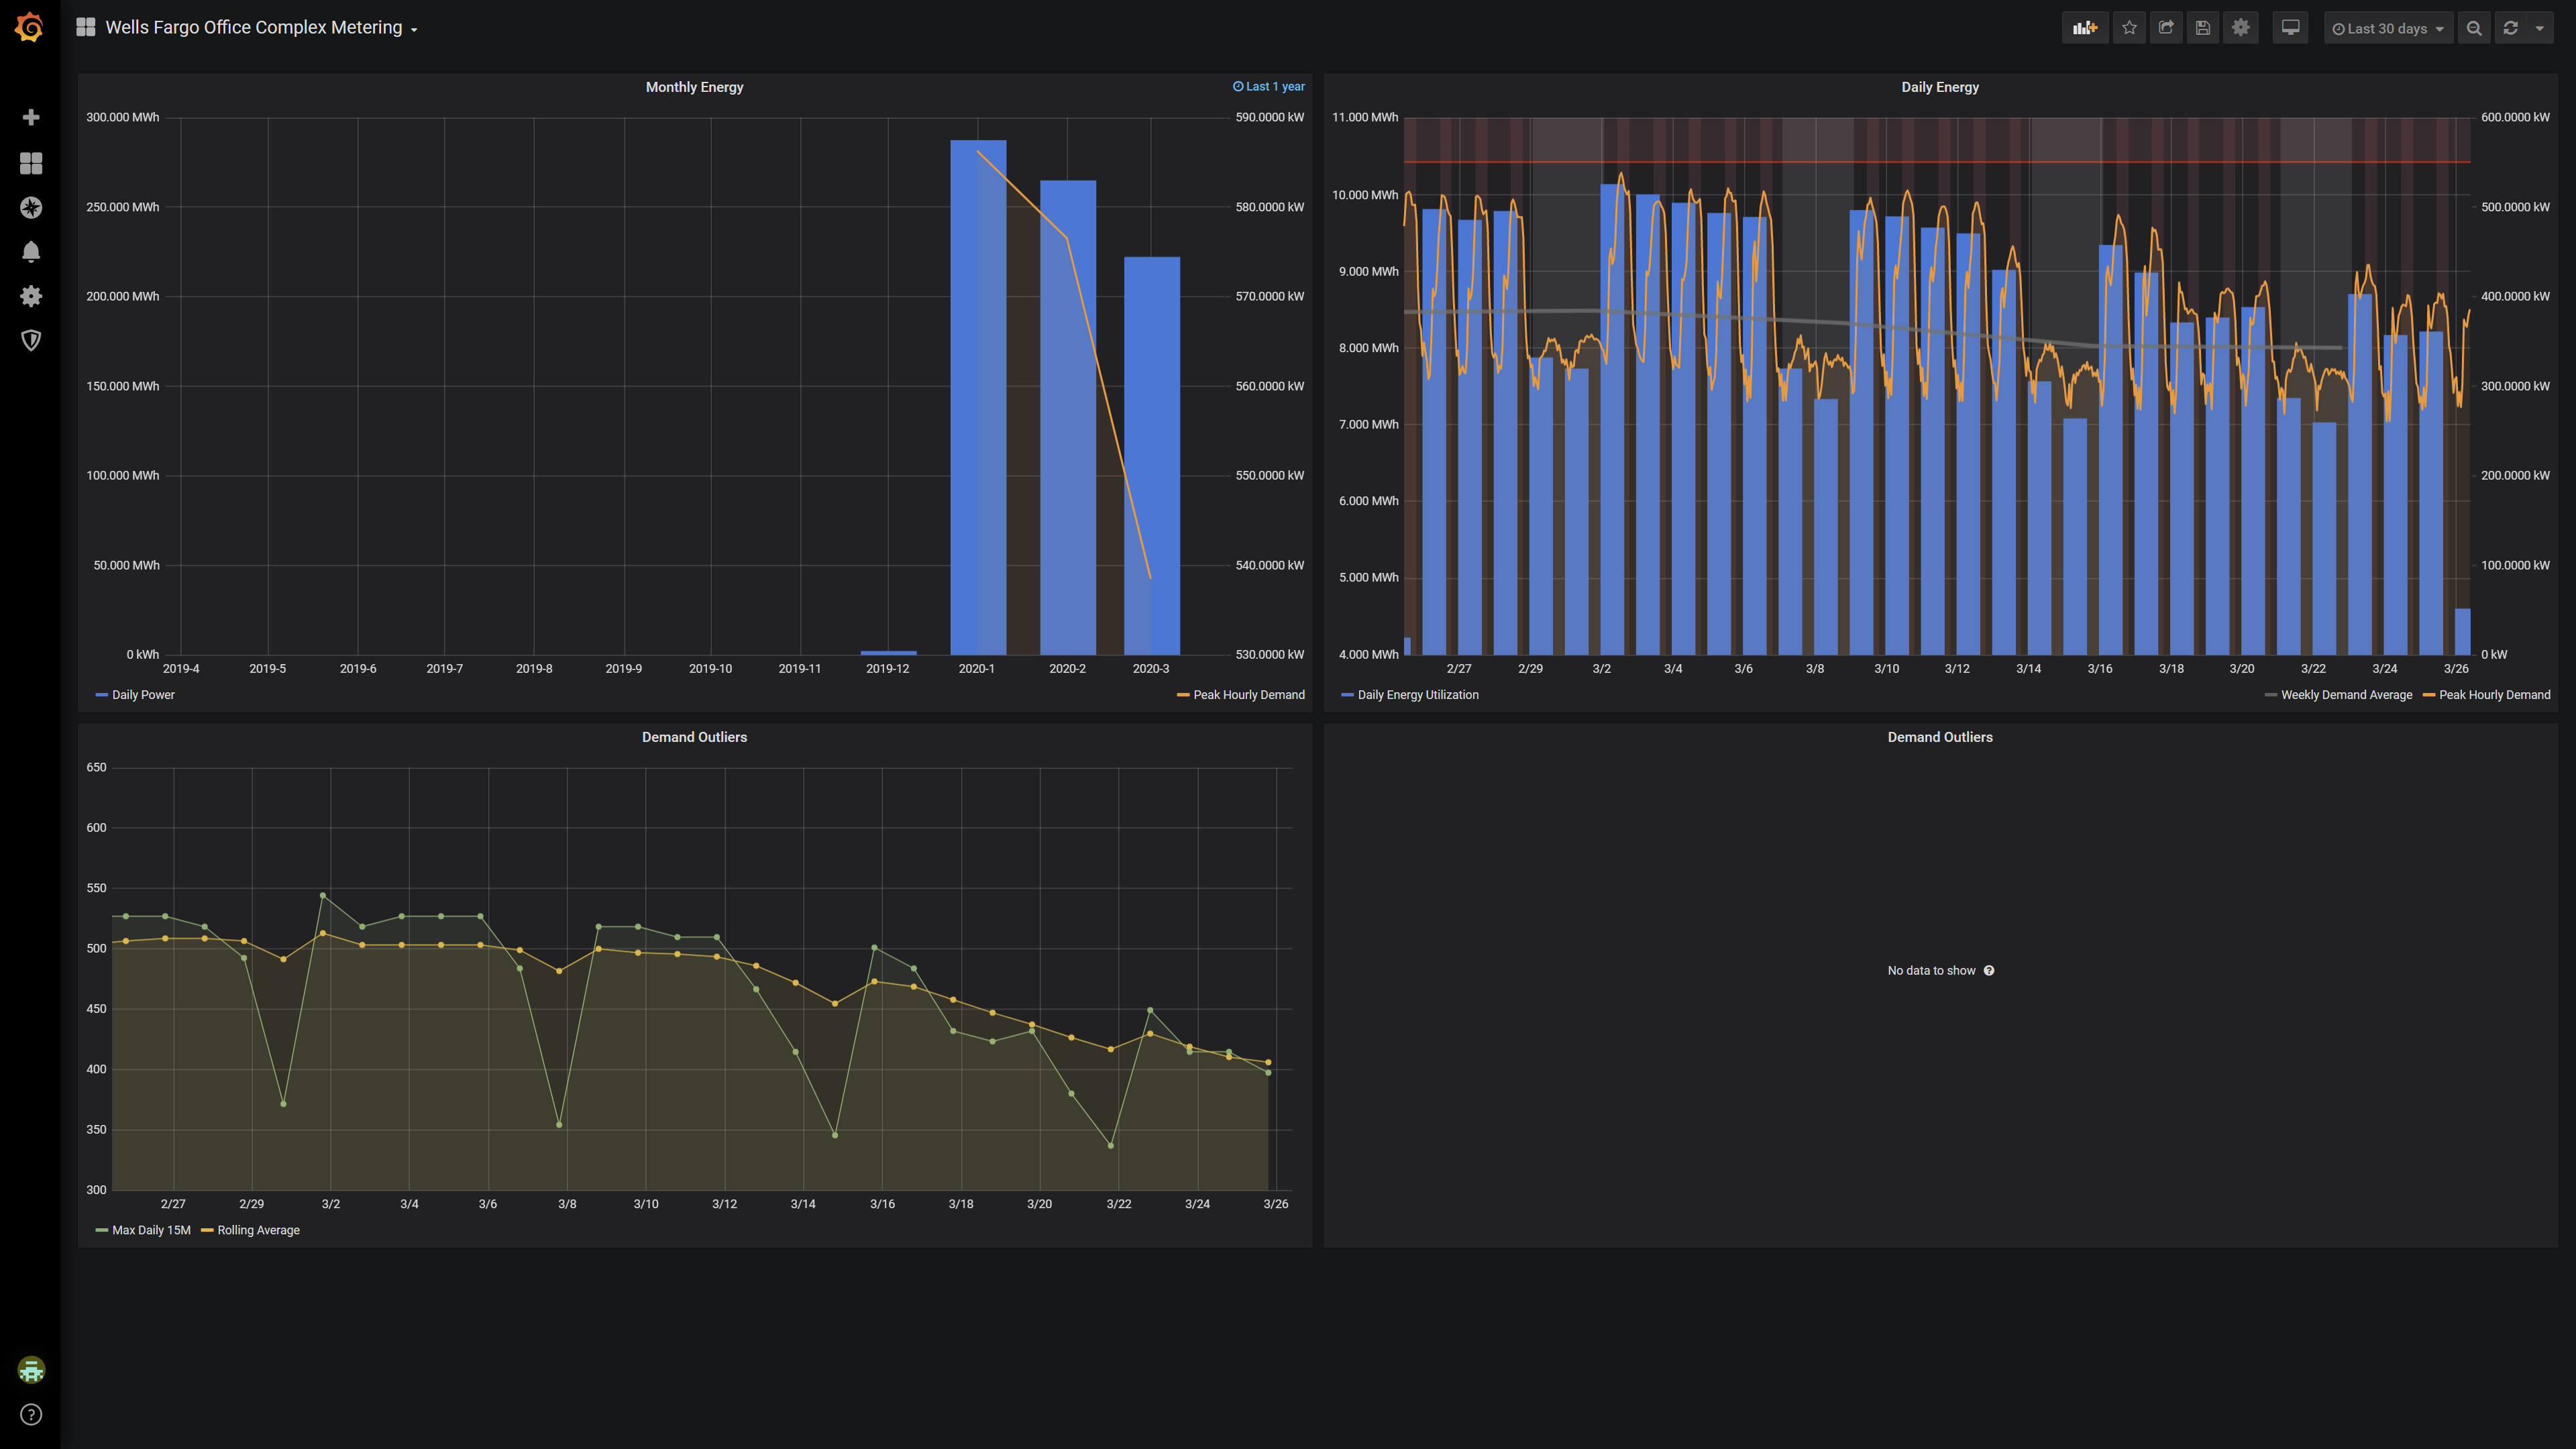 Wells Fargo Office Complex Metering
Last 30 days
Monthly Energy
Last 1 year
300.000 MWh
250.000 MWh
200.000 MWh
150.000 MWh
100.000 MWh
50.000 MWh
0 kWh
590.0000 kW
580.0000 kW
570.0000 kW
560.0000 kW
550.0000 kW
540.0000 kW
530.0000 kW
2019-4 2019-5 2019-6 2019-7 2019-8 2019-9 2019-10 2019-11 2019-12 2020-1 2020-2 2020-3
Daily Power Peak Hourly Demand
Daily Energy
11.000 MWh
10.000 MWh
9.000 MWh
8.000 MWh
7.000 MWh
6.000 MWh
5.000 MWh
4.000 MWh
600.0000 kW
500.0000 kW
400.0000 kW
300.0000 kW
200.0000 kW
100.0000 kW
0 kW
2/27 2/29 3/2 3/4 3/6 3/8 3/10 3/12 3/14 3/16 3/18 3/20 3/22 3/24 3/26
Daily Energy Utilization Weekly Demand Average Peak Hourly Demand
Demand Outliers
650
600
550
500
450
400
350
300
2/27 2/29 3/2 3/4 3/6 3/8 3/10 3/12 3/14 3/16 3/18 3/20 3/22 3/24 3/26
Max Daily 15M Rolling Average
Demand Outliers
No data to show ?
?